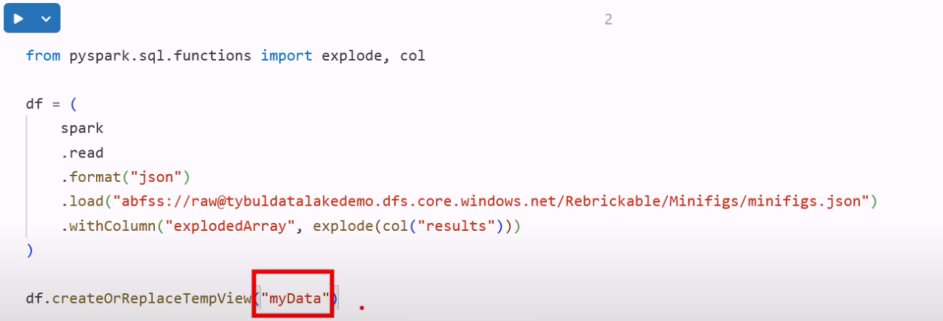 2
from pyspark.sql.functions import explode, col
df = (
spark
.read
.format("json")
.load("abfss://raw@tybuldatalakedemo.dfs.core.windows.net/Rebrickable/Minifigs/minifigs.json")
.withColumn("explodedArray", explode(col("results")))
)
df.createOrReplaceTempView("myData")